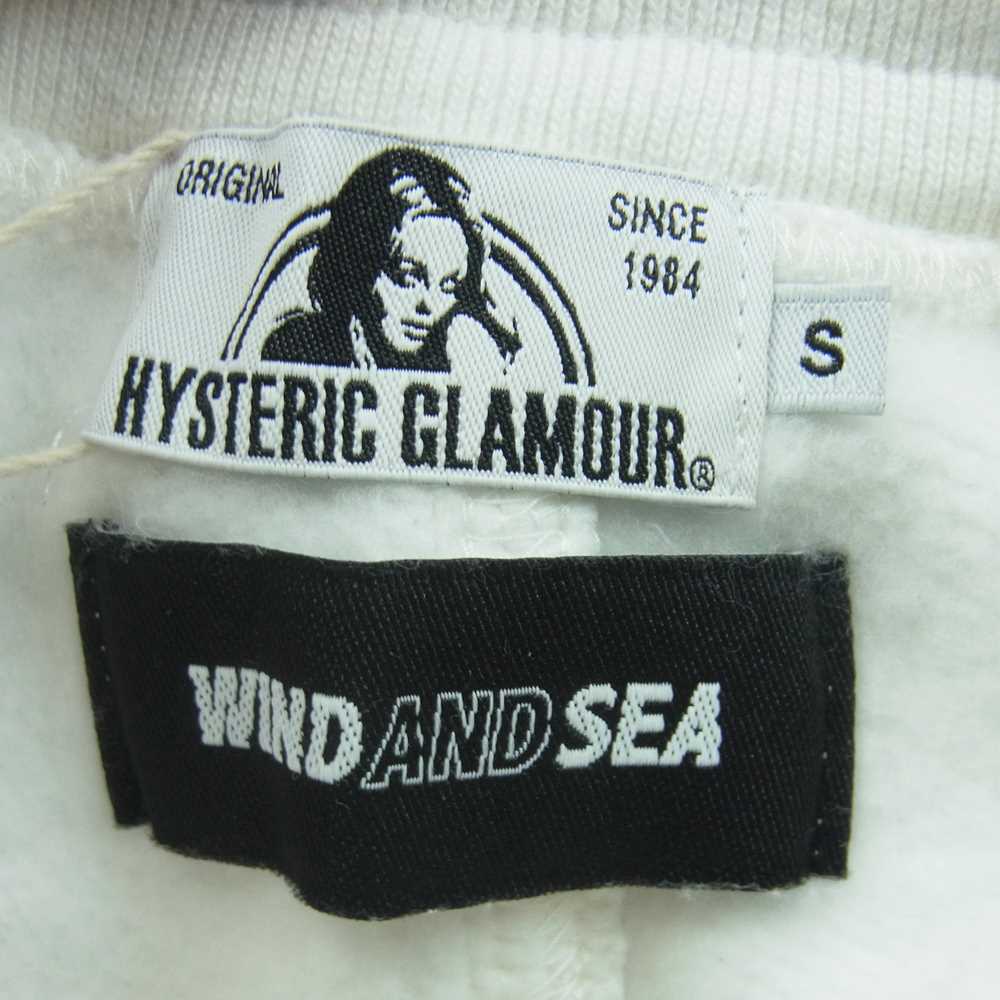 ORIGINAL
SINCE
1984
HYSTERIC GLAMOUR®
S
WIND AND SEA